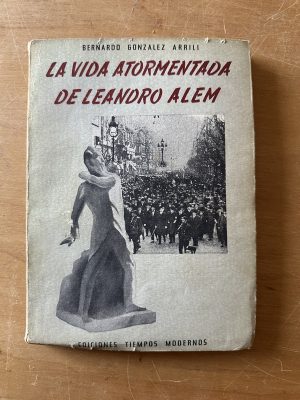 BERNARDO GONZALEZ ARRILI
LA VIDA ATORMENTADA
DE LEANDRO ALEM
EDICIONES TIEMPOS MODERNOS